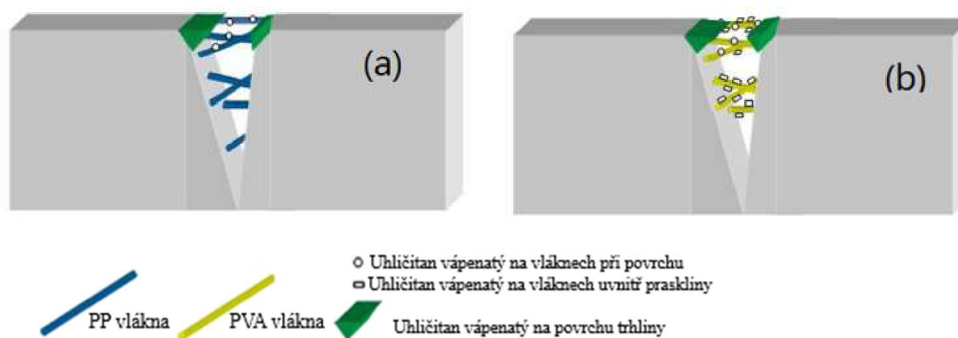 (a)
(b)
Uhličitan vápenatý na vláknech při povrchu
Uhličitan vápenatý na vláknech uvnitř praskliny
PP vlákna
PVA vlákna
Uhličitan vápenatý na povrchu trhliny